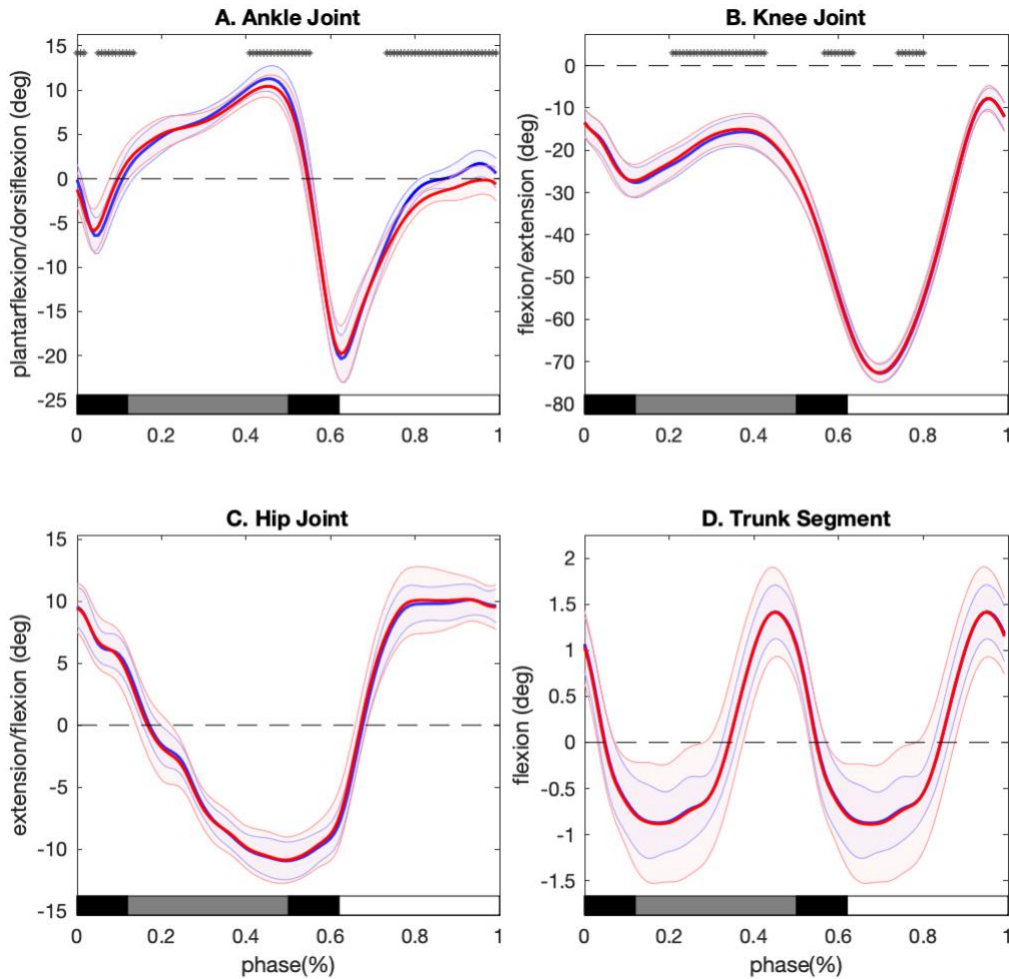 A. Ankle Joint
plantarflexion/dorsiflexion (deg)
15
10
5
0
-5
-10
-15
-20
-25
0 0.2 0.4 0.6 0.8 1
B. Knee Joint
flexion/extension (deg)
0
-10
-20
-30
-40
-50
-60
-70
-80
0 0.2 0.4 0.6 0.8 1
C. Hip Joint
extension/flexion (deg)
15
10
5
0
-5
-10
-15
0 0.2 0.4 0.6 0.8 1
phase(%)
D. Trunk Segment
flexion (deg)
2
1.5
1
0.5
0
-0.5
-1
-1.5
0 0.2 0.4 0.6 0.8 1
phase(%)